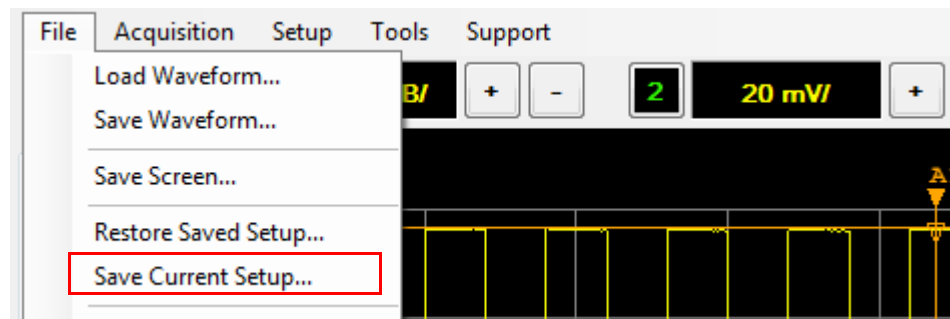 File Acquisition Setup Tools Support
Load Waveform...
B/ + - 2 20 mV/ +
Save Waveform...
Save Screen...
A
Restore Saved Setup...
T
Save Current Setup...